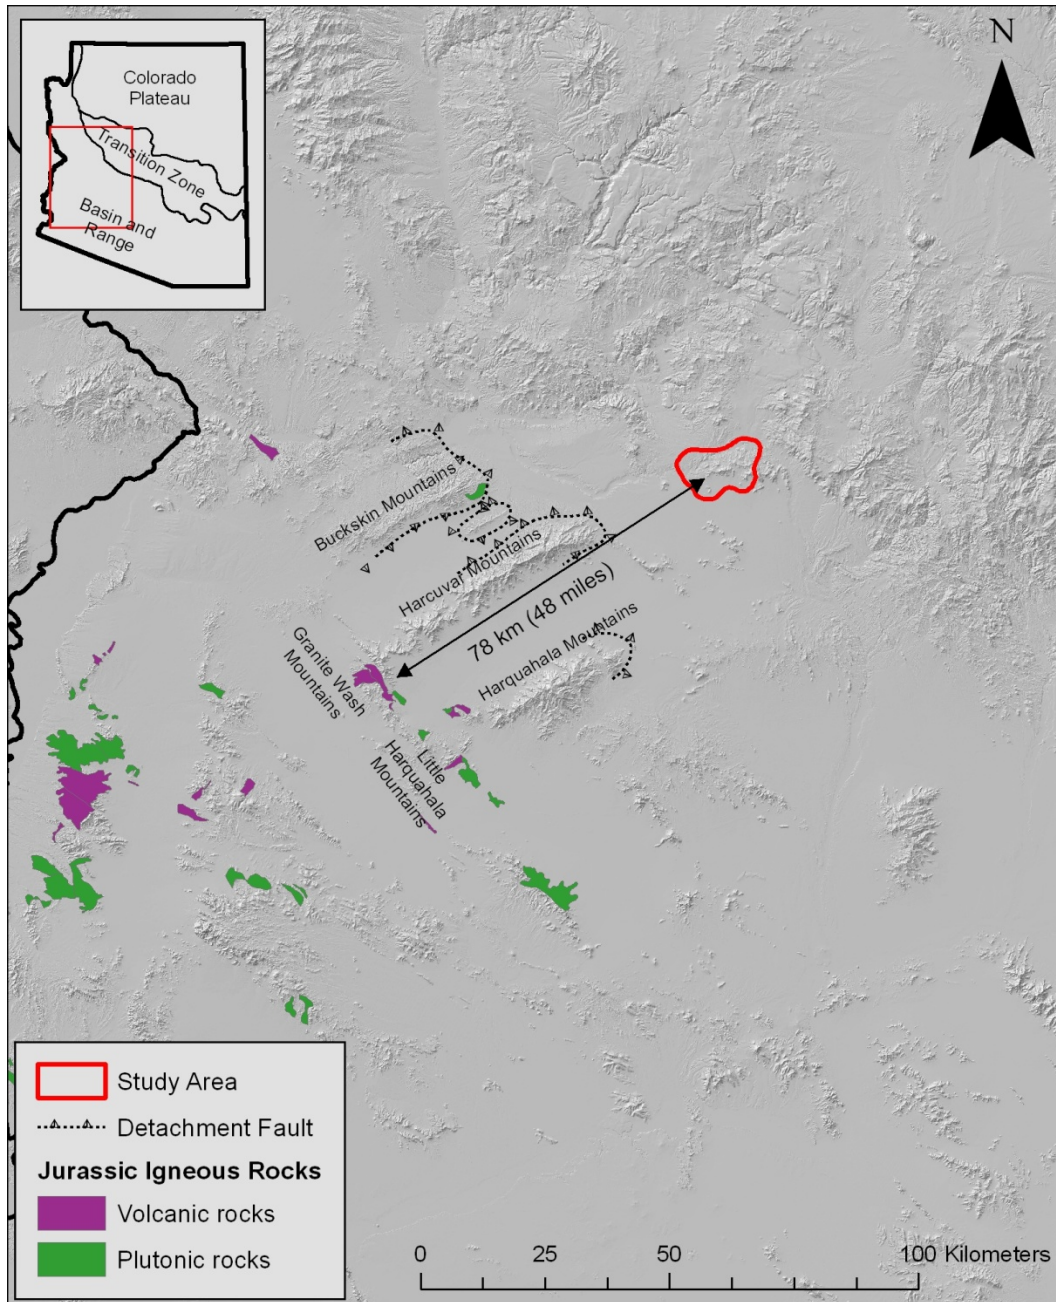 Colorado
Plateau
Transition Zone
Basin and
Range
N
Buckskin Mountains
Harcuvar Mountains
78 km (48 miles)
Harquahala Mountains
Granite Wash
Mountains
Little
Harquahala
Mountains
Study Area
Detachment Fault
Jurassic Igneous Rocks
Volcanic rocks
Plutonic rocks
0 25 50 100 Kilometers